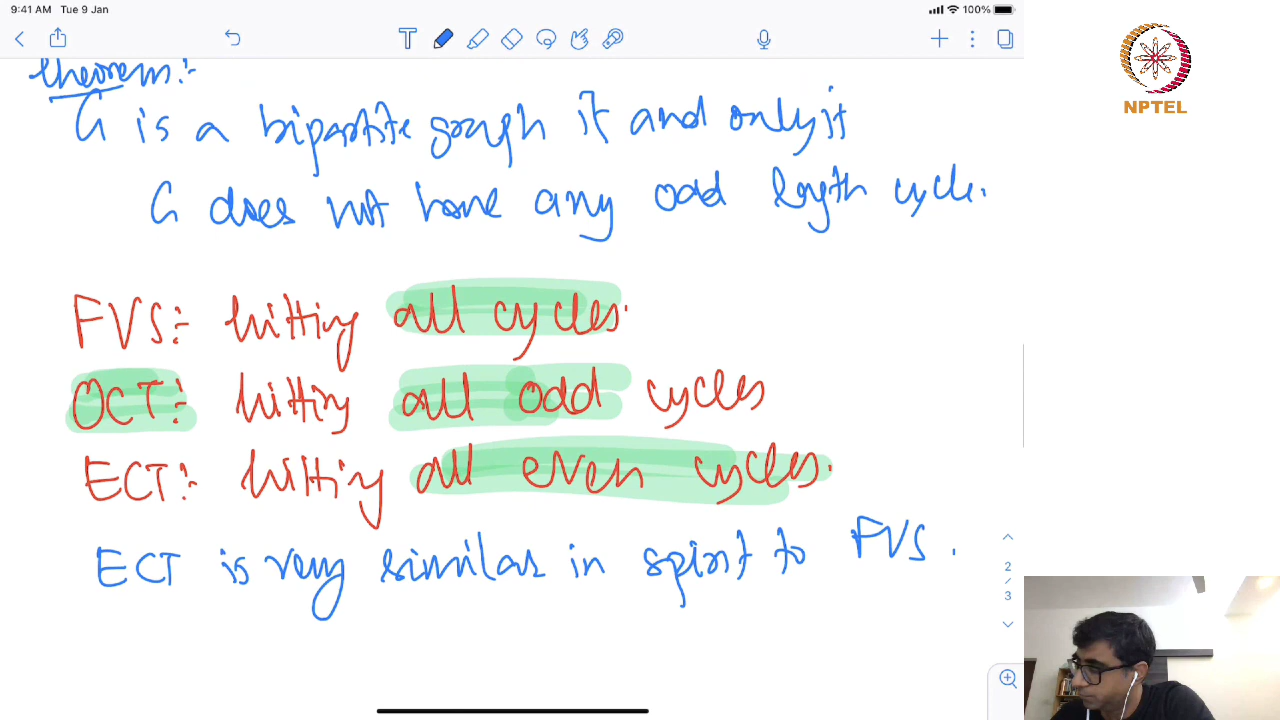 9:41 AM Tue 9 Jan
100%
theorem:
G is a bipartite graph if and only if
G does not have any odd length cycle.
FVS: hitting all cycles.
OCT: hitting all odd cycles
ECT: hitting all even cycles.
ECT is very similar in spirit to FVS.
NPTEL
2
/
3